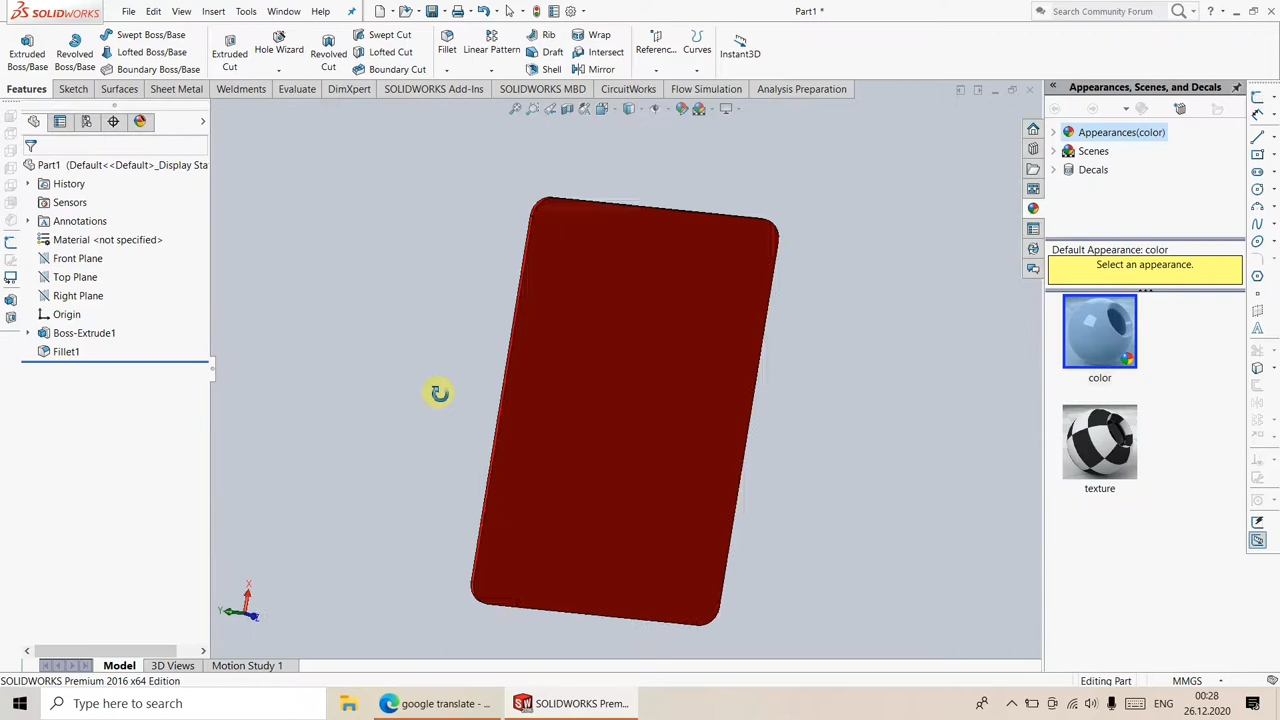 SOLIDWORKS File Edit View Insert Tools Window Help Part1 * Search Community Forum
Extruded Boss/Base
Revolved Boss/Base
Swept Boss/Base
Lofted Boss/Base
Boundary Boss/Base
Extruded Cut
Hole Wizard
Revolved Cut
Swept Cut
Lofted Cut
Boundary Cut
Fillet
Linear Pattern
Rib
Draft
Shell
Wrap
Intersect
Mirror
Referenc...
Curves
Instant3D
Features Sketch Surfaces Sheet Metal Weldments Evaluate DimXpert SOLIDWORKS Add-Ins SOLIDWORKS MBD CircuitWorks Flow Simulation Analysis Preparation
Part1 (Default<<Default>_Display Sta
History
Sensors
Annotations
Material <not specified>
Front Plane
Top Plane
Right Plane
Origin
Boss-Extrude1
Fillet1
X
Y
Z
Appearances, Scenes, and Decals
Appearances(color)
Scenes
Decals
Default Appearance: color
Select an appearance.
color
texture
Model 3D Views Motion Study 1
SOLIDWORKS Premium 2016 x64 Edition Editing Part MMGS
Type here to search
google translate - ...
SOLIDWORKS Prem...
ENG
00:28
26.12.2020